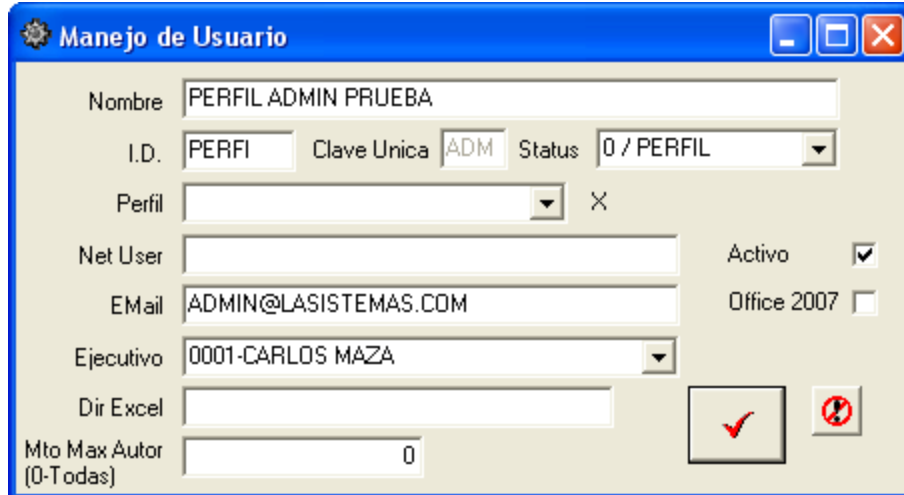 Manejo de Usuario
Nombre PERFIL ADMIN PRUEBA
I.D. PERFI Clave Unica ADM Status 0 / PERFIL
Perfil X
Net User Activo
EMail ADMIN@LASISTEMAS.COM Office 2007
Ejecutivo 0001-CARLOS MAZA
Dir Excel
Mto Max Autor 0
(0-Todas)